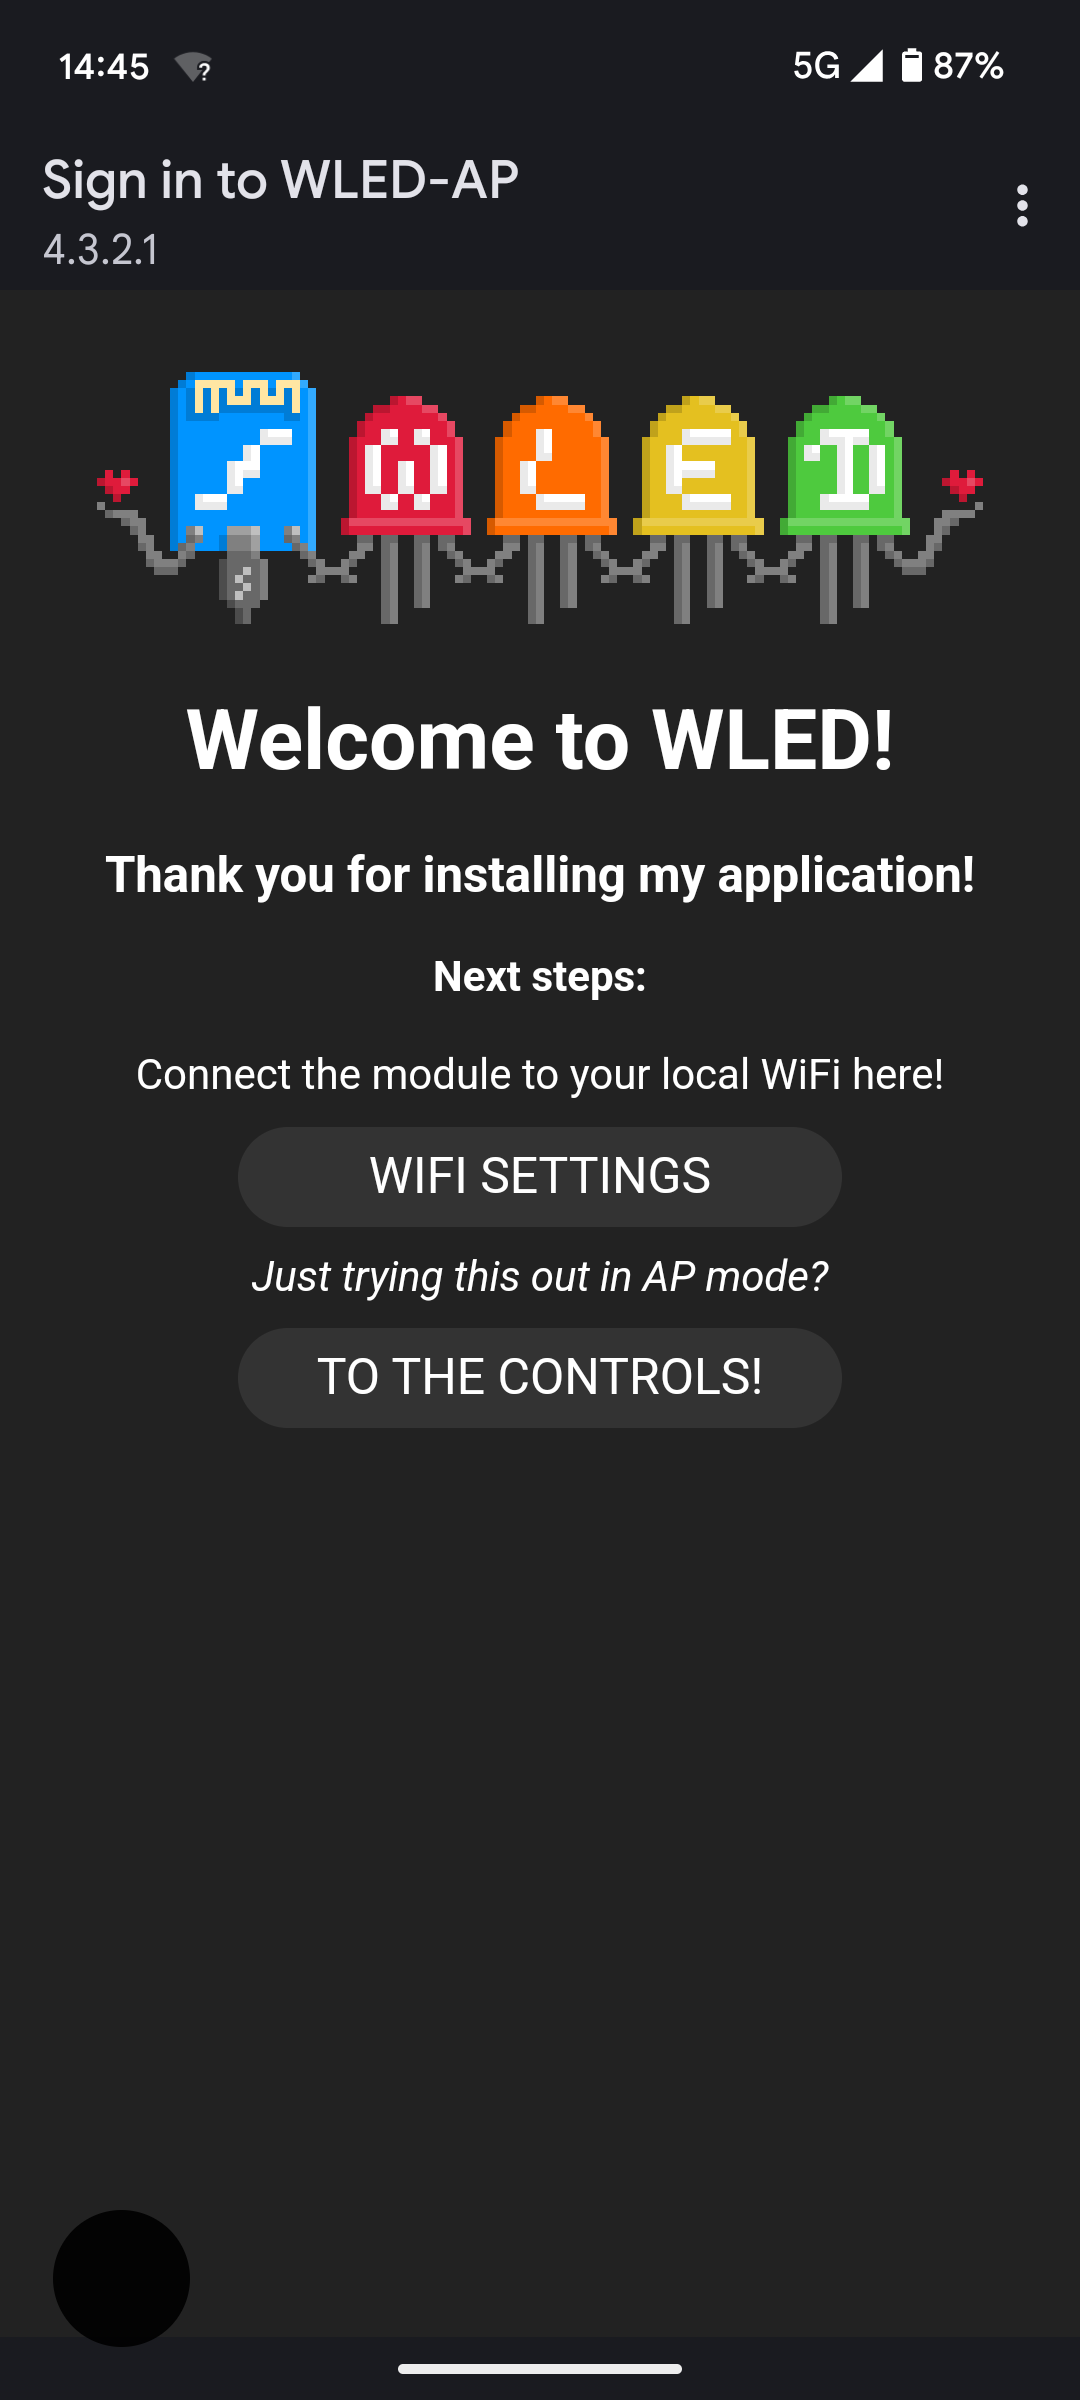 14:45
5G 87%
Sign in to WLED-AP
4.3.2.1
WLED
Welcome to WLED!
Thank you for installing my application!
Next steps:
Connect the module to your local WiFi here!
WIFI SETTINGS
Just trying this out in AP mode?
TO THE CONTROLS!